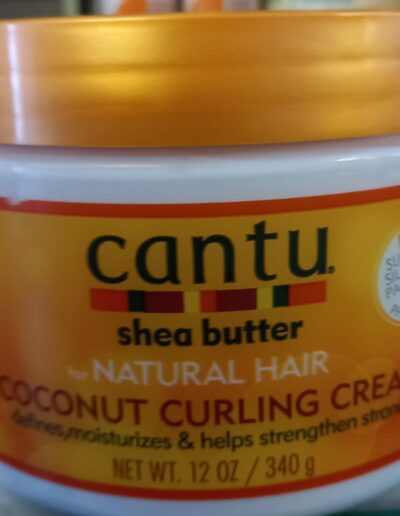 cantu.
shea butter
for NATURAL HAIR
COCONUT CURLING CREA
defines, moisturizes & helps strengthen stran
NET WT. 12 OZ / 340 g